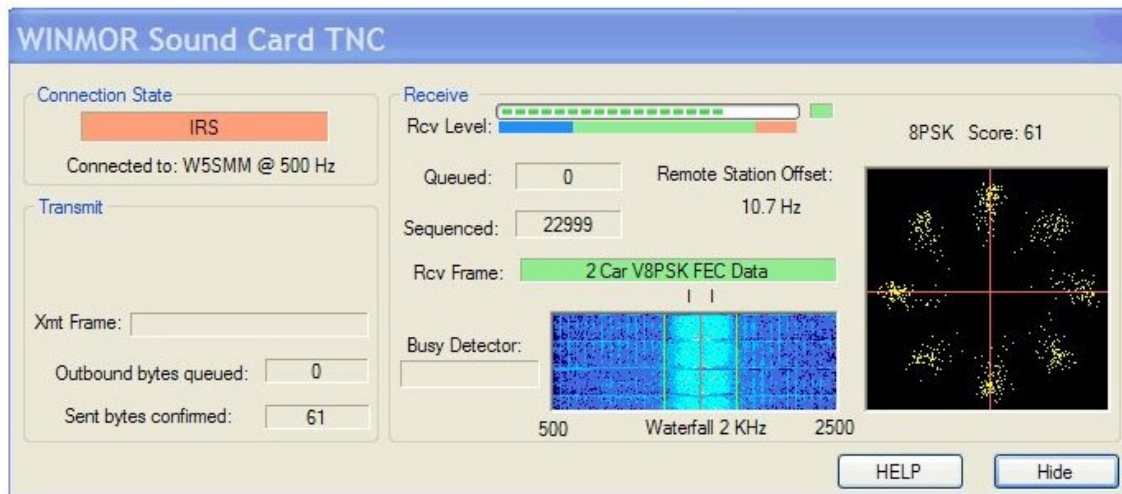 WINMOR Sound Card TNC
Connection State
IRS
Connected to: W5SMM @ 500 Hz
Transmit
Xmt Frame:
Outbound bytes queued: 0
Sent bytes confirmed: 61
Receive
Rcv Level:
Queued: 0
Sequenced: 22999
Remote Station Offset:
10.7 Hz
Rcv Frame: 2 Car V8PSK FEC Data
Busy Detector:
500 Waterfall 2 KHz 2500
8PSK Score: 61
HELP Hide